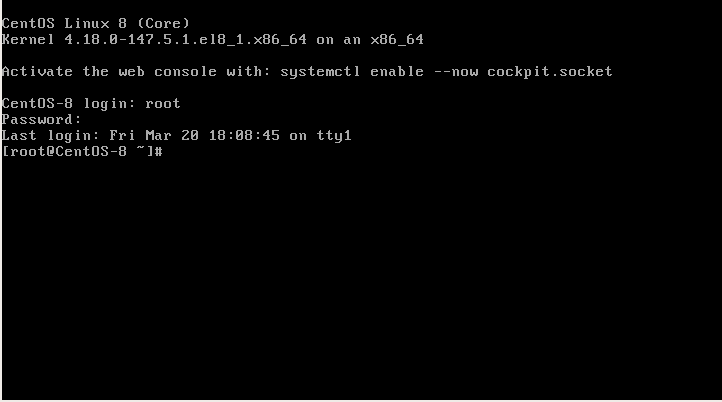 CentOS Linux 8 (Core)
Kernel 4.18.0-147.5.1.el8_1.x86_64 on an x86_64
Activate the web console with: systemctl enable --now cockpit.socket
CentOS-8 login: root
Password:
Last login: Fri Mar 20 18:08:45 on tty1
[root@CentOS-8 ~]#